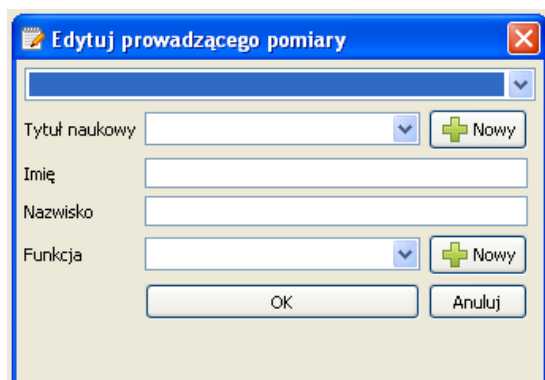 Edytuj prowadzącego pomiary
Tytuł naukowy
Nowy
Imię
Nazwisko
Funkcja
Nowy
OK
Anuluj